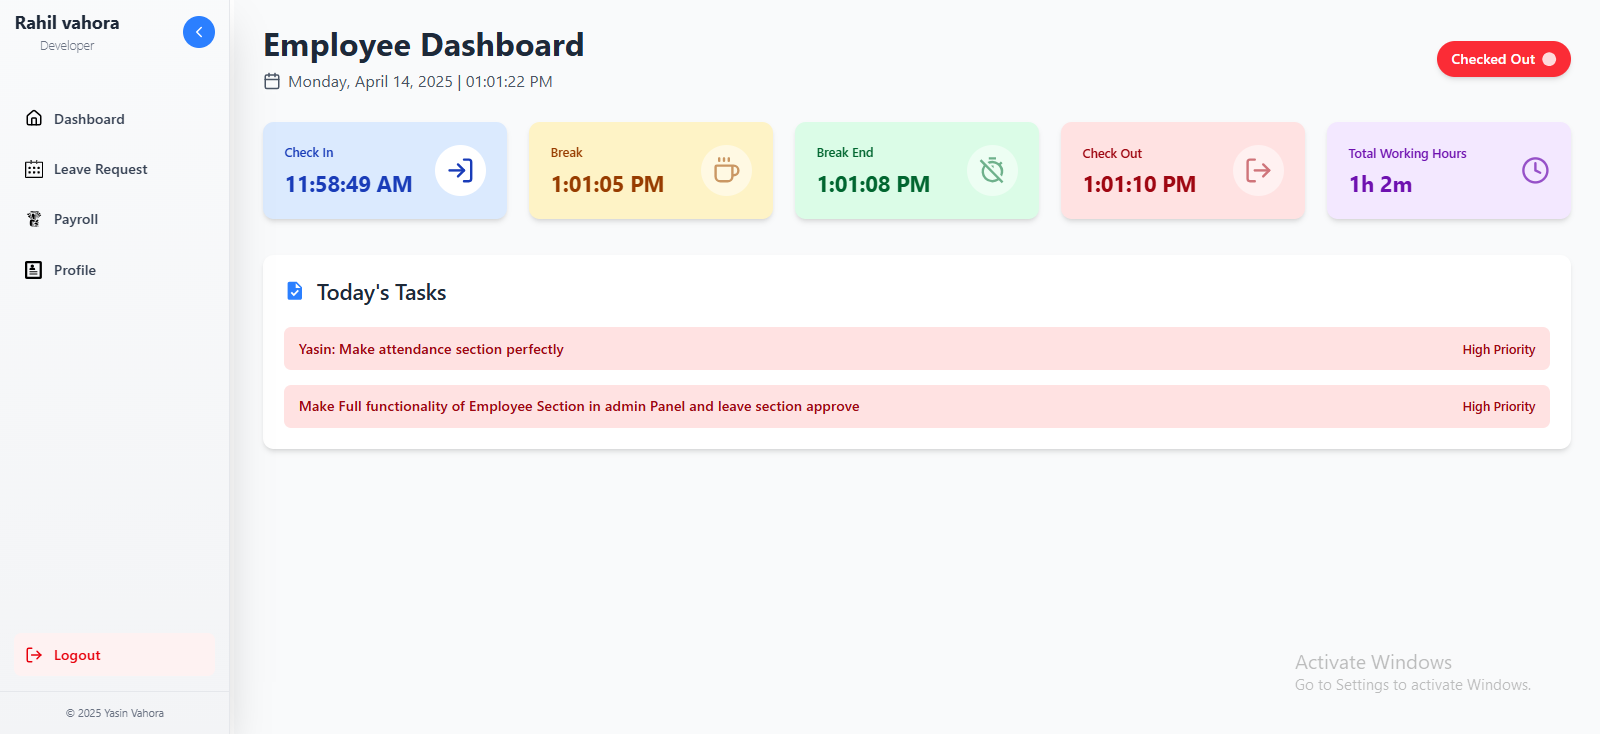 Rahil vahora
Developer
Dashboard
Leave Request
Payroll
Profile
Logout
© 2025 Yasin Vahora
Employee Dashboard
Monday, April 14, 2025 | 01:01:22 PM
Checked Out
Check In
11:58:49 AM
Break
1:01:05 PM
Break End
1:01:08 PM
Check Out
1:01:10 PM
Total Working Hours
1h 2m
Today's Tasks
Yasin: Make attendance section perfectly
High Priority
Make Full functionality of Employee Section in admin Panel and leave section approve
High Priority
Activate Windows
Go to Settings to activate Windows.